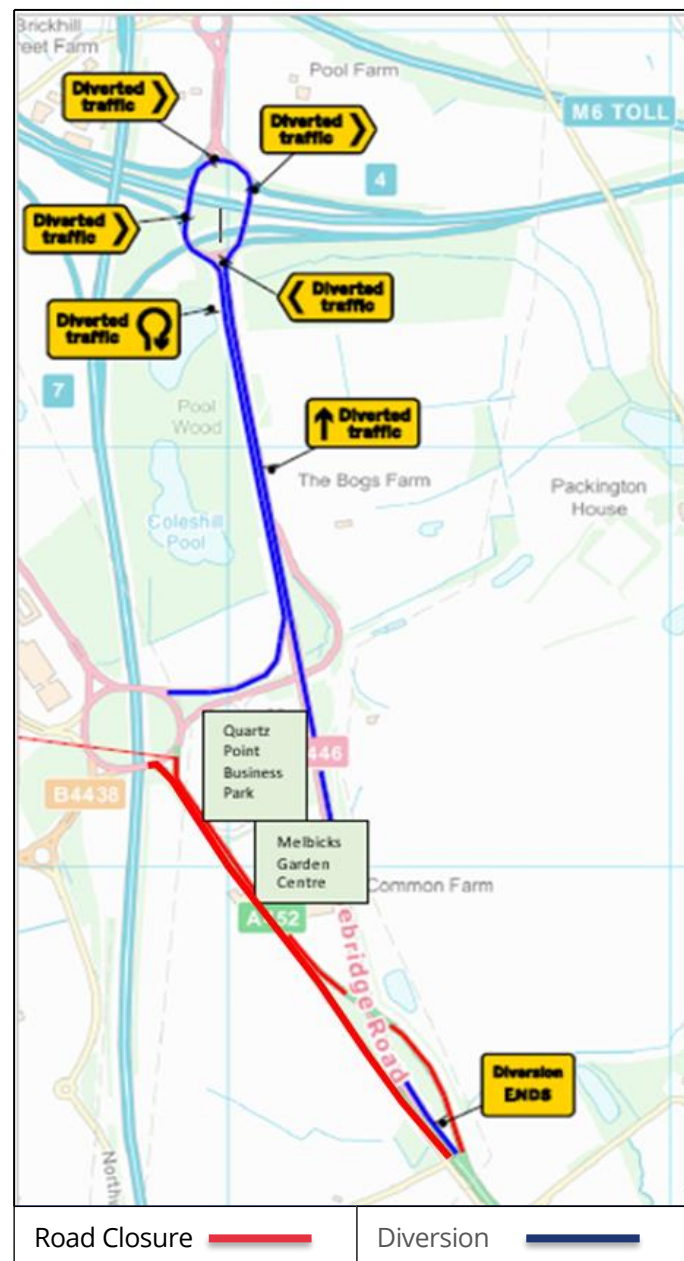 Brickhill
reet Farm
Pool Farm
Diverted
traffic
Diverted
traffic
M6 TOLL
4
Diverted
traffic
Diverted
traffic
Diverted
traffic
7
Pool
Wood
Diverted
traffic
The Bogs Farm
Packington
House
Coleshill
Pool
Quartz
Point
Business
Park
446
B4438
Melbicks
Garden
Centre
Common Farm
A452
ebridge Road
Diversion
ENDS
North
Road Closure
Diversion